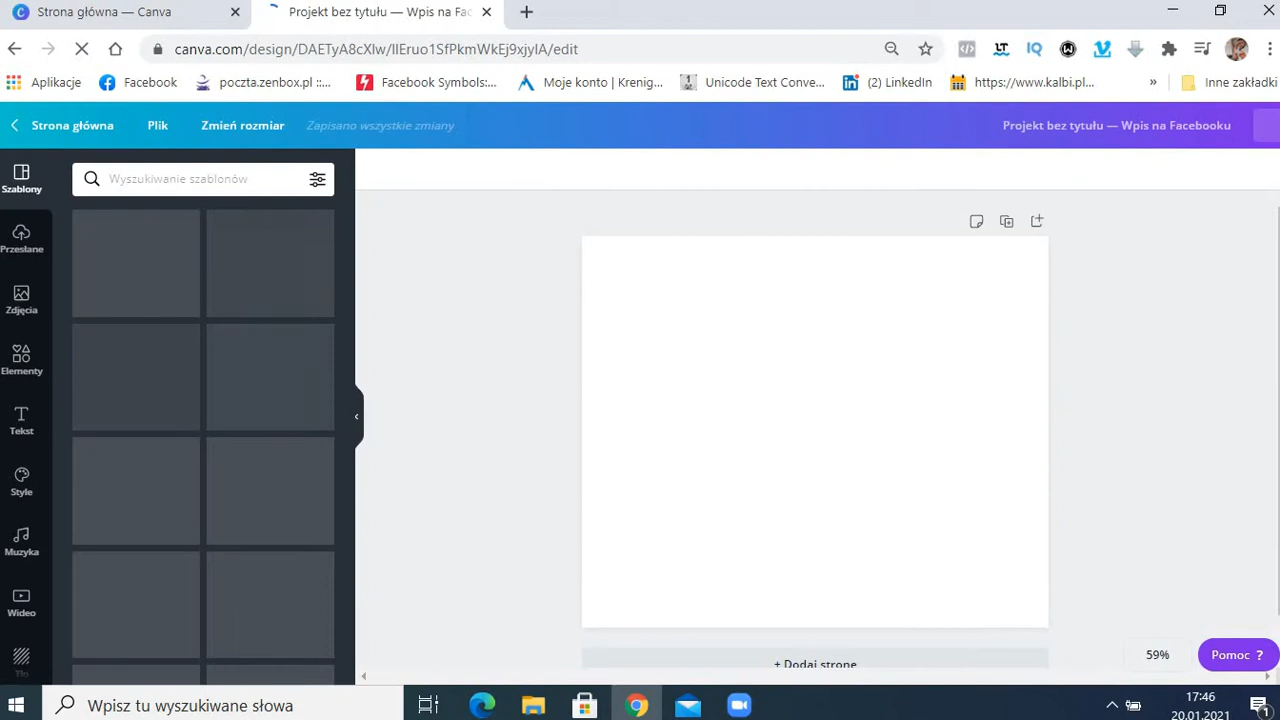 Strona główna — Canva
Projekt bez tytułu — Wpis na Fac
canva.com/design/DAETyA8cXlw/IlEruo1SfPkmWkEj9xjyIA/edit
Aplikacje
Facebook
poczta.zenbox.pl ::...
Facebook Symbols:...
Moje konto | Krenig...
Unicode Text Conve...
(2) LinkedIn
https://www.kalbi.pl...
»
Inne zakładki
Strona główna
Plik
Zmień rozmiar
Zapisano wszystkie zmiany
Projekt bez tytułu — Wpis na Facebooku
Szablony
Wyszukiwanie szablonów
Przesłane
Zdjęcia
Elementy
Tekst
Style
Muzyka
Wideo
Tło
+ Dodaj stronę
59%
Pomoc ?
Wpisz tu wyszukiwane słowa
17:46
20.01.2021